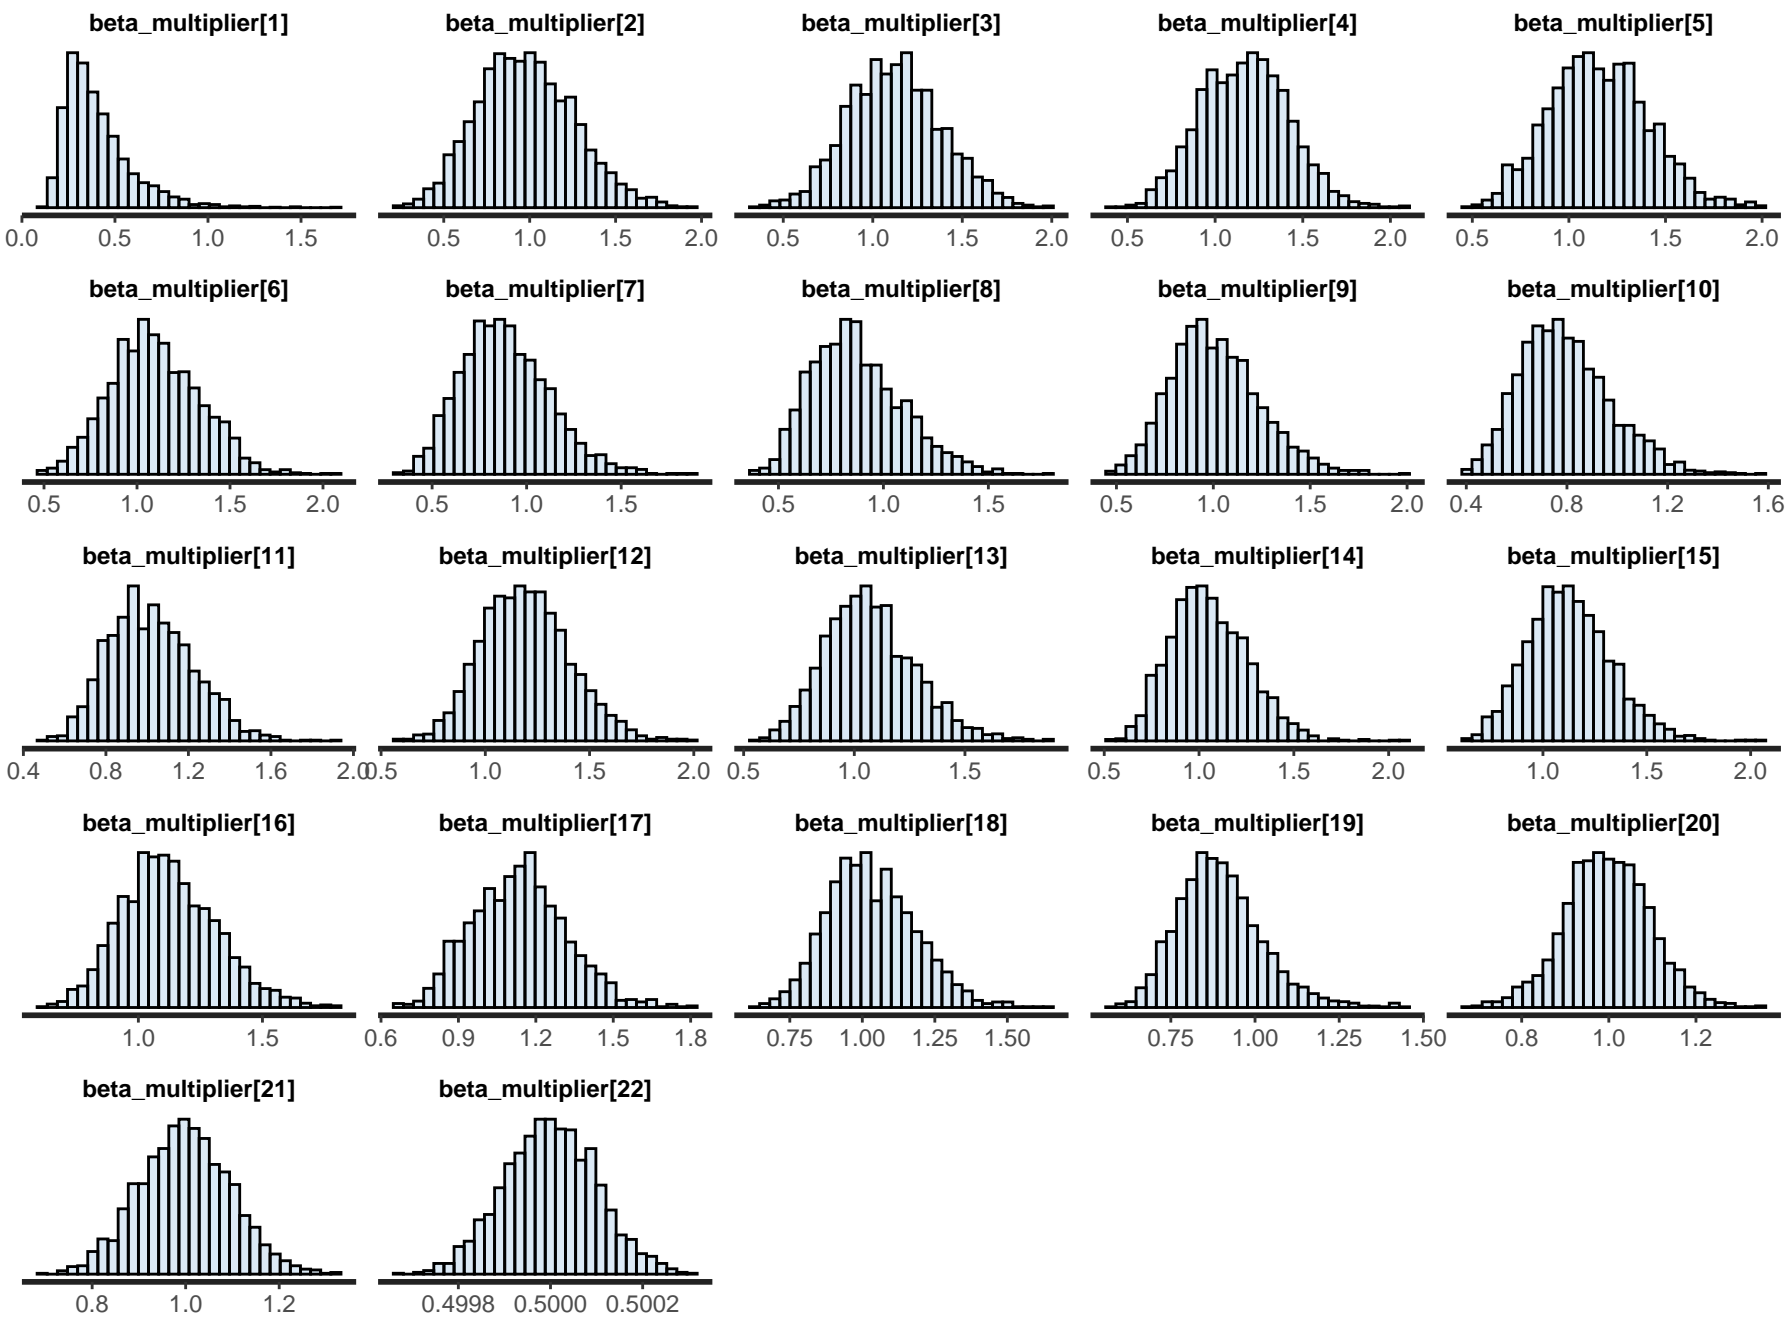 beta_multiplier[1] beta_multiplier[2] beta_multiplier[3] beta_multiplier[4] beta_multiplier[5]
0.0 0.5 1.0 1.5 0.5 1.0 1.5 2.0 0.5 1.0 1.5 2.0 0.5 1.0 1.5 2.0 0.5 1.0 1.5 2.0
beta_multiplier[6] beta_multiplier[7] beta_multiplier[8] beta_multiplier[9] beta_multiplier[10]
0.5 1.0 1.5 2.0 0.5 1.0 1.5 0.5 1.0 1.5 0.5 1.0 1.5 2.0 0.4 0.8 1.2 1.6
beta_multiplier[11] beta_multiplier[12] beta_multiplier[13] beta_multiplier[14] beta_multiplier[15]
0.4 0.8 1.2 1.6 2.0 0.5 1.0 1.5 2.0 0.5 1.0 1.5 0.5 1.0 1.5 2.0 1.0 1.5 2.0
beta_multiplier[16] beta_multiplier[17] beta_multiplier[18] beta_multiplier[19] beta_multiplier[20]
1.0 1.5 0.6 0.9 1.2 1.5 1.8 0.75 1.00 1.25 1.50 0.75 1.00 1.25 1.50 0.8 1.0 1.2
beta_multiplier[21] beta_multiplier[22]
0.8 1.0 1.2 0.4998 0.5000 0.5002